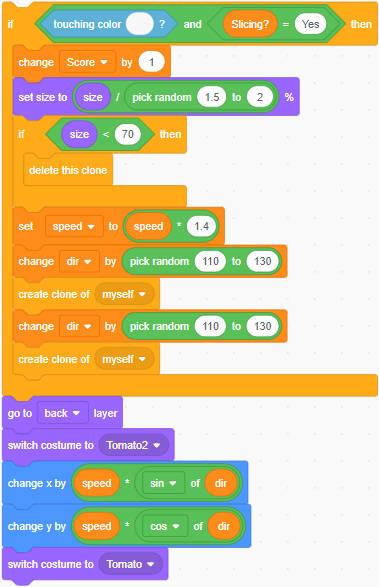 if touching color ? and Slicing? = Yes then
change Score by 1
set size to size / pick random 1.5 to 2 %
if size < 70 then
delete this clone
set speed to speed * 1.4
change dir by pick random 110 to 130
create clone of myself
change dir by pick random 110 to 130
create clone of myself
go to back layer
switch costume to Tomato2
change x by speed * sin of dir
change y by speed * cos of dir
switch costume to Tomato